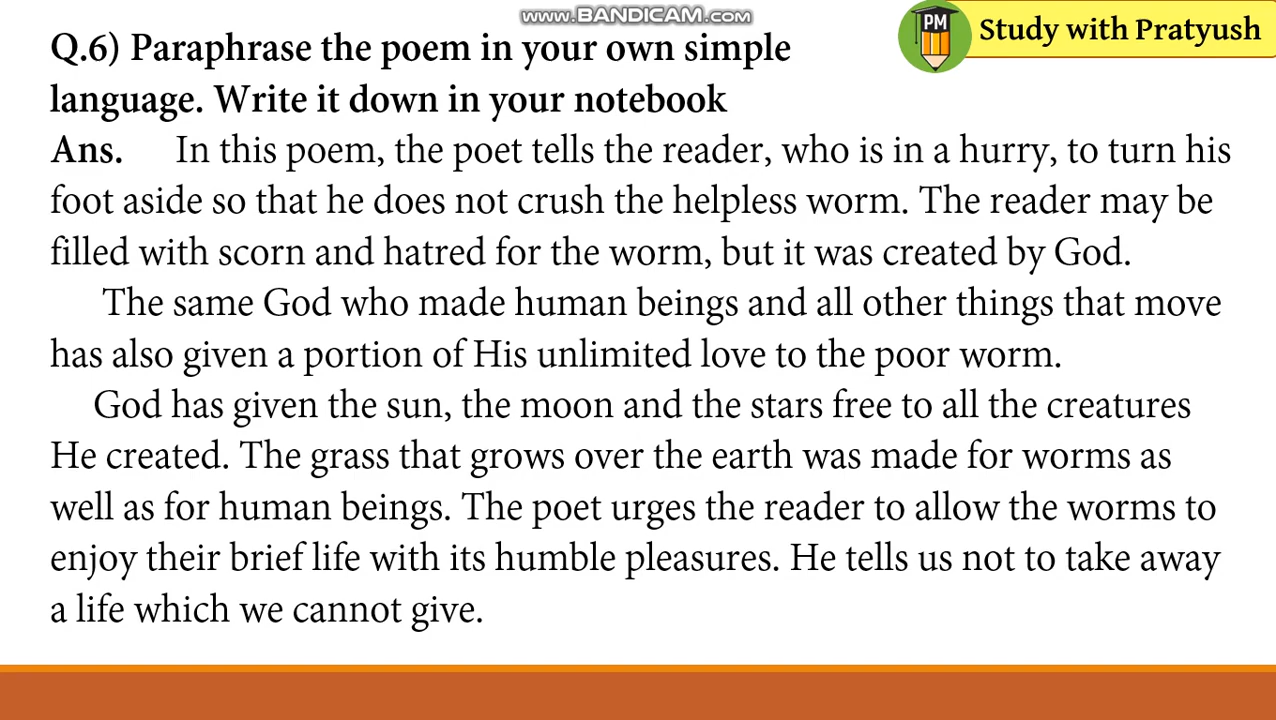 www.BANDICAM.com
PM
Study with Pratyush
Q.6) Paraphrase the poem in your own simple
language. Write it down in your notebook
Ans. In this poem, the poet tells the reader, who is in a hurry, to turn his
foot aside so that he does not crush the helpless worm. The reader may be
filled with scorn and hatred for the worm, but it was created by God.
The same God who made human beings and all other things that move
has also given a portion of His unlimited love to the poor worm.
God has given the sun, the moon and the stars free to all the creatures
He created. The grass that grows over the earth was made for worms as
well as for human beings. The poet urges the reader to allow the worms to
enjoy their brief life with its humble pleasures. He tells us not to take away
a life which we cannot give.